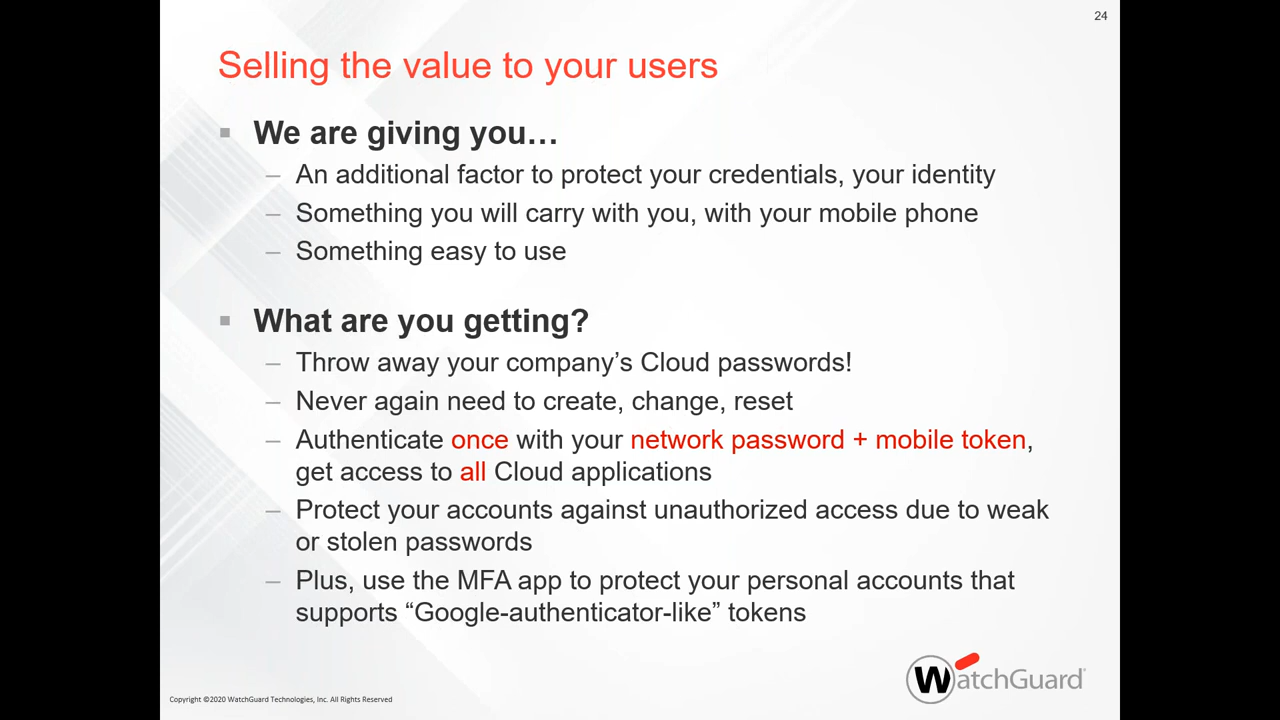 24
Selling the value to your users
▪ We are giving you…
– An additional factor to protect your credentials, your identity
– Something you will carry with you, with your mobile phone
– Something easy to use
▪ What are you getting?
– Throw away your company’s Cloud passwords!
– Never again need to create, change, reset
– Authenticate once with your network password + mobile token,
get access to all Cloud applications
– Protect your accounts against unauthorized access due to weak
or stolen passwords
– Plus, use the MFA app to protect your personal accounts that
supports “Google-authenticator-like” tokens
WatchGuard
Copyright ©2020 WatchGuard Technologies, Inc. All Rights Reserved